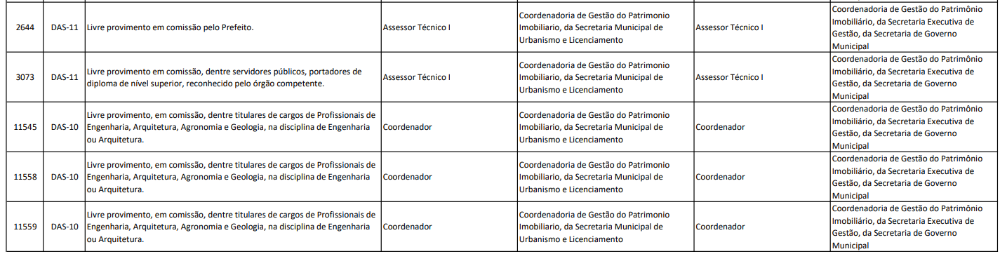 2644 DAS-11 Livre provimento em comissão pelo Prefeito. Assessor Técnico I Coordenadoria de Gestão do Patrimonio Imobiliario, da Secretaria Municipal de Urbanismo e Licenciamento Assessor Técnico I Coordenadoria de Gestão do Patrimônio Imobiliário, da Secretaria Executiva de Gestão, da Secretaria de Governo Municipal
3073 DAS-11 Livre provimento em comissão, dentre servidores públicos, portadores de diploma de nível superior, reconhecido pelo órgão competente. Assessor Técnico I Coordenadoria de Gestão do Patrimonio Imobiliario, da Secretaria Municipal de Urbanismo e Licenciamento Assessor Técnico I Coordenadoria de Gestão do Patrimônio Imobiliário, da Secretaria Executiva de Gestão, da Secretaria de Governo Municipal
11545 DAS-10 Livre provimento, em comissão, dentre titulares de cargos de Profissionais de Engenharia, Arquitetura, Agronomia e Geologia, na disciplina de Engenharia ou Arquitetura. Coordenador Coordenadoria de Gestão do Patrimonio Imobiliario, da Secretaria Municipal de Urbanismo e Licenciamento Coordenador Coordenadoria de Gestão do Patrimônio Imobiliário, da Secretaria Executiva de Gestão, da Secretaria de Governo Municipal
11558 DAS-10 Livre provimento, em comissão, dentre titulares de cargos de Profissionais de Engenharia, Arquitetura, Agronomia e Geologia, na disciplina de Engenharia ou Arquitetura. Coordenador Coordenadoria de Gestão do Patrimonio Imobiliario, da Secretaria Municipal de Urbanismo e Licenciamento Coordenador Coordenadoria de Gestão do Patrimônio Imobiliário, da Secretaria Executiva de Gestão, da Secretaria de Governo Municipal
11559 DAS-10 Livre provimento, em comissão, dentre titulares de cargos de Profissionais de Engenharia, Arquitetura, Agronomia e Geologia, na disciplina de Engenharia ou Arquitetura. Coordenador Coordenadoria de Gestão do Patrimonio Imobiliario, da Secretaria Municipal de Urbanismo e Licenciamento Coordenador Coordenadoria de Gestão do Patrimônio Imobiliário, da Secretaria Executiva de Gestão, da Secretaria de Governo Municipal